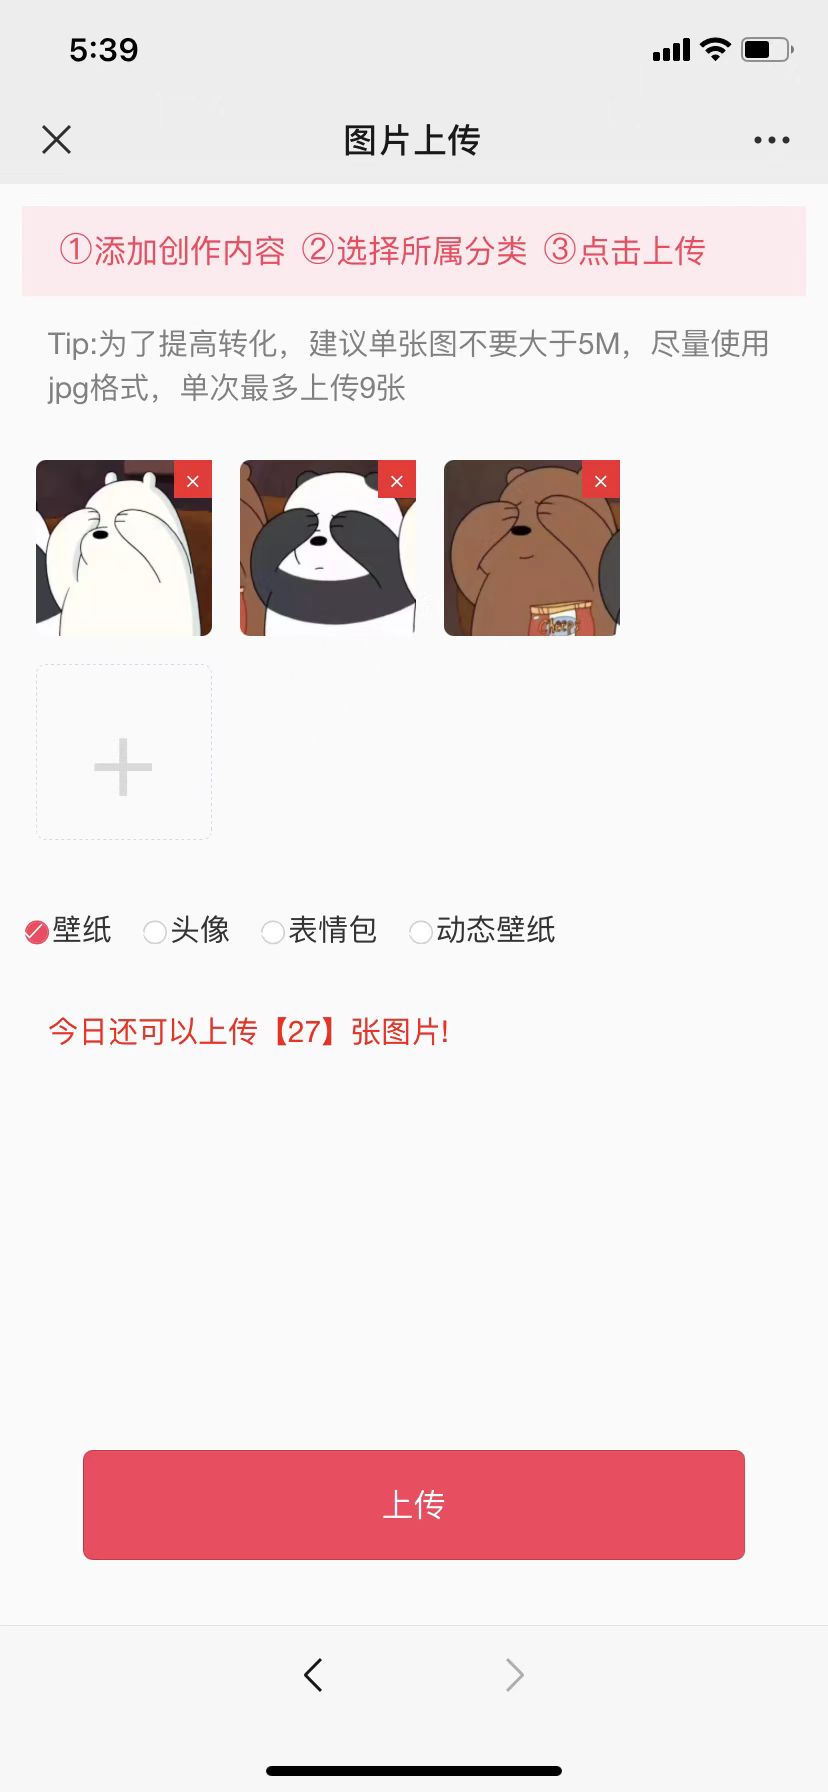 5:39
图片上传
①添加创作内容 ②选择所属分类 ③点击上传
Tip:为了提高转化，建议单张图不要大于5M，尽量使用
jpg格式，单次最多上传9张
Cheeps
壁纸 头像 表情包 动态壁纸
今日还可以上传【27】张图片!
上传